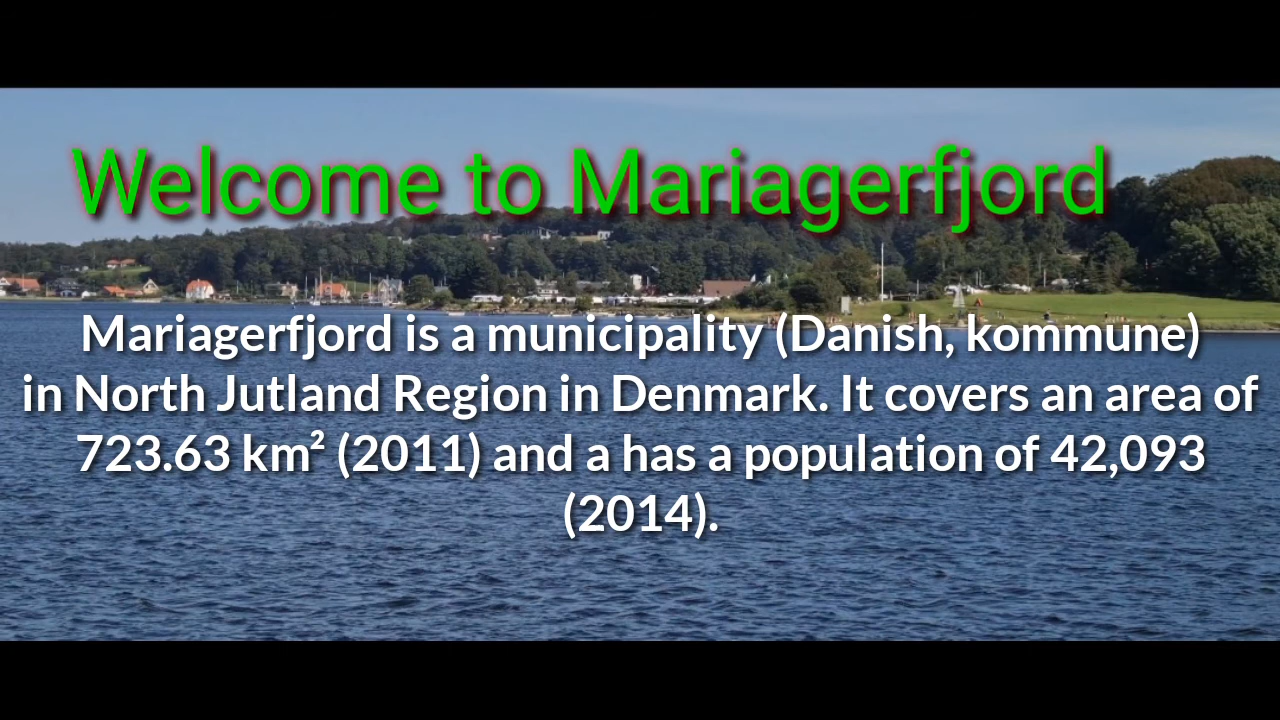 Welcome to Mariagerfjord
Mariagerfjord is a municipality (Danish, kommune)
in North Jutland Region in Denmark. It covers an area of
723.63 km² (2011) and a has a population of 42,093
(2014).